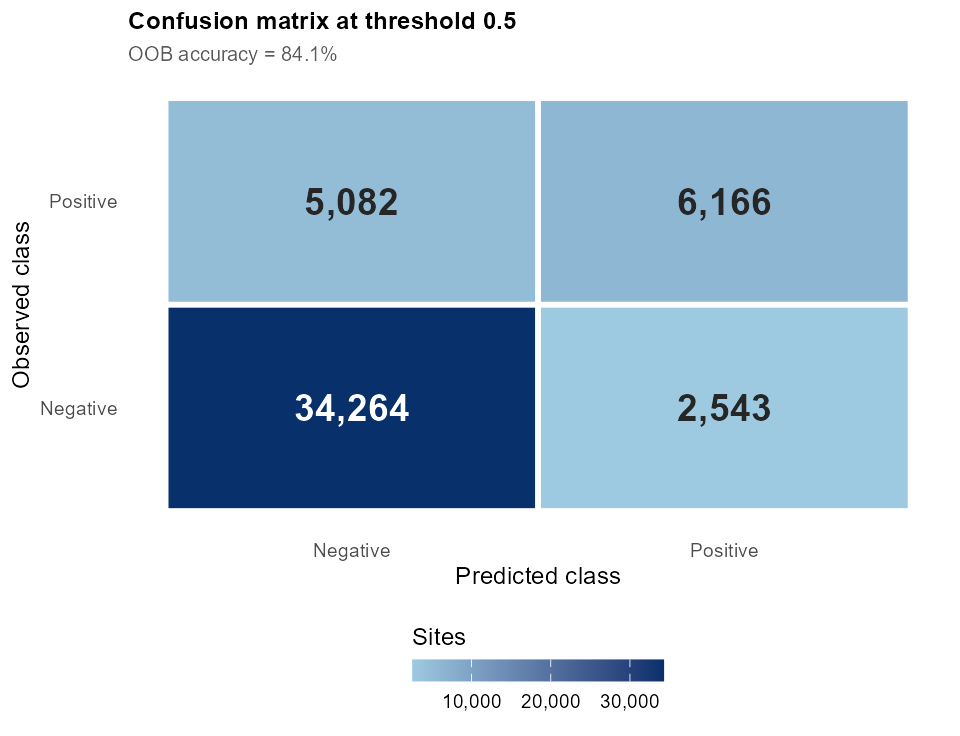 Confusion matrix at threshold 0.5
OOB accuracy = 84.1%
Observed class
Positive
5,082
6,166
Negative
34,264
2,543
Negative
Positive
Predicted class
Sites
10,000
20,000
30,000